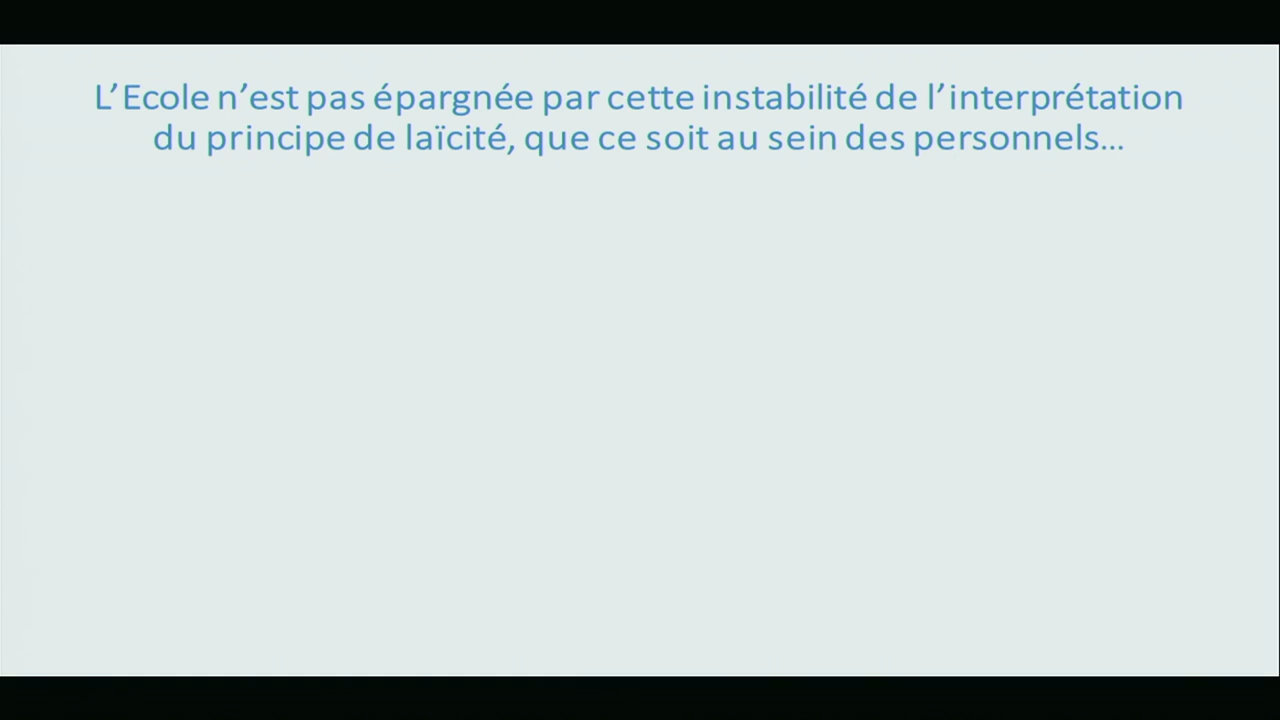 L’Ecole n’est pas épargnée par cette instabilité de l’interprétation
du principe de laïcité, que ce soit au sein des personnels…